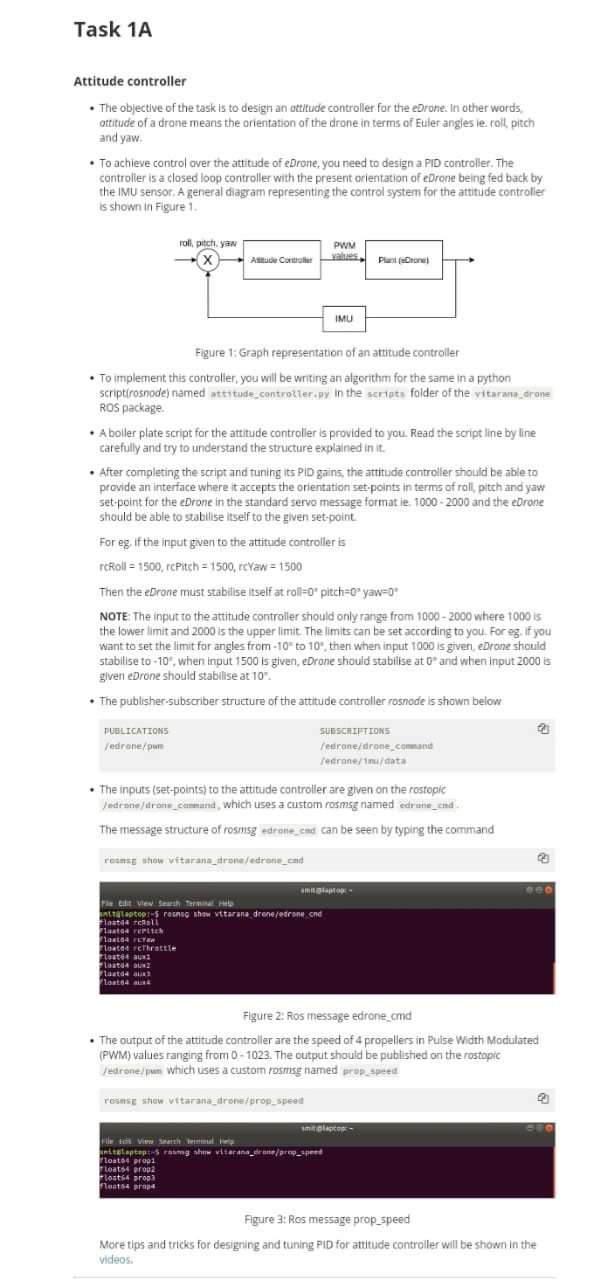 Task 1A
Attitude controller
• The objective of the task is to design an attitude controller for the eDrone. In other words,
attitude of a drone means the orientation of the drone in terms of Euler angles ie. roll, pitch
and yaw.
• To achieve control over the attitude of eDrone, you need to design a PID controller. The
controller is a closed loop controller with the present orientation of eDrone being fed back by
the IMU sensor. A general diagram representing the control system for the attitude controller
is shown in Figure 1.
roll, pitch, yaw
X
Attitude Controller
PWM
values
Plant (eDrone)
IMU
Figure 1: Graph representation of an attitude controller
• To implement this controller, you will be writing an algorithm for the same in a python
script(rosnode) named attitude_controller.py in the scripts folder of the vitarana_drone
ROS package.
• A boiler plate script for the attitude controller is provided to you. Read the script line by line
carefully and try to understand the structure explained in it.
• After completing the script and tuning its PID gains, the attitude controller should be able to
provide an interface where it accepts the orientation set-points in terms of roll, pitch and yaw
set-point for the eDrone in the standard servo message format ie. 1000 - 2000 and the eDrone
should be able to stabilise itself to the given set-point.
For eg. if the input given to the attitude controller is
rcRoll = 1500, rcPitch = 1500, rcYaw = 1500
Then the eDrone must stabilise itself at roll=0° pitch=0° yaw=0°
NOTE: The input to the attitude controller should only range from 1000 - 2000 where 1000 is
the lower limit and 2000 is the upper limit. The limits can be set according to you. For eg. if you
want to set the limit for angles from -10° to 10°, then when input 1000 is given, eDrone should
stabilise to -10°, when input 1500 is given, eDrone should stabilise at 0° and when input 2000 is
given eDrone should stabilise at 10°.
• The publisher-subscriber structure of the attitude controller rosnode is shown below
PUBLICATIONS SUBSCRIPTIONS
/edrone/pwm /edrone/drone_command
/edrone/imu/data
• The inputs (set-points) to the attitude controller are given on the rostopic
/edrone/drone_command, which uses a custom rosmsg named edrone_cmd.
The message structure of rosmsg edrone_cmd can be seen by typing the command
rosmsg show vitarana_drone/edrone_cmd
smit@laptop: ~
File Edit View Search Terminal Help
smit@laptop:~$ rosmsg show vitarana_drone/edrone_cmd
float64 rcRoll
float64 rcPitch
float64 rcYaw
float64 rcThrottle
float64 aux1
float64 aux2
float64 aux3
float64 aux4
Figure 2: Ros message edrone_cmd
• The output of the attitude controller are the speed of 4 propellers in Pulse Width Modulated
(PWM) values ranging from 0 - 1023. The output should be published on the rostopic
/edrone/pwm which uses a custom rosmsg named prop_speed
rosmsg show vitarana_drone/prop_speed
smit@laptop: ~
File Edit View Search Terminal Help
smit@laptop:~$ rosmsg show vitarana_drone/prop_speed
float64 prop1
float64 prop2
float64 prop3
float64 prop4
Figure 3: Ros message prop_speed
More tips and tricks for designing and tuning PID for attitude controller will be shown in the
videos.